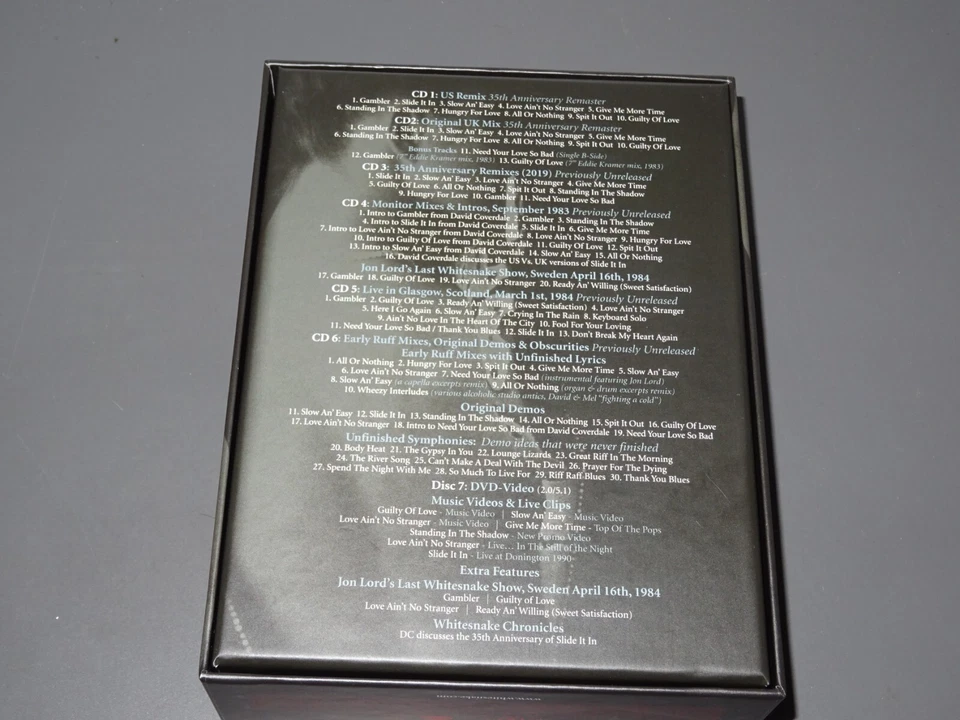 CD 1: US Remix 35th Anniversary Remaster
1. Gambler 2. Slide It In 3. Slow An' Easy 4. Love Ain't No Stranger 5. Give Me More Time
6. Standing In The Shadow 7. Hungry For Love 8. All Or Nothing 9. Spit It Out 10. Guilty Of Love
CD2: Original UK Mix 35th Anniversary Remaster
1. Gambler 2. Slide It In 3. Slow An' Easy 4. Love Ain't No Stranger 5. Give Me More Time
6. Standing In The Shadow 7. Hungry For Love 8. All Or Nothing 9. Spit It Out 10. Guilty Of Love
Bonus Tracks 11. Need Your Love So Bad (Single B-Side)
12. Gambler (7" Eddie Kramer mix, 1983) 13. Guilty Of Love (7" Eddie Kramer mix, 1983)
CD 3: 35th Anniversary Remixes (2019) Previously Unreleased
1. Slide It In 2. Slow An' Easy 3. Love Ain't No Stranger 4. Give Me More Time
5. Guilty Of Love 6. All Or Nothing 7. Spit It Out 8. Standing In The Shadow
9. Hungry For Love 10. Gambler 11. Need Your Love So Bad
CD 4: Monitor Mixes & Intros, September 1983 Previously Unreleased
1. Intro to Gambler from David Coverdale 2. Gambler 3. Standing In The Shadow
4. Intro to Slide It In from David Coverdale 5. Slide It In 6. Give Me More Time
7. Intro to Love Ain't No Stranger from David Coverdale 8. Love Ain't No Stranger 9. Hungry For Love
10. Intro to Guilty Of Love from David Coverdale 11. Guilty Of Love 12. Spit It Out
13. Intro to Slow An' Easy from David Coverdale 14. Slow An' Easy 15. All Or Nothing
16. David Coverdale discusses the US Vs. UK versions of Slide It In
Jon Lord's Last Whitesnake Show, Sweden April 16th, 1984
17. Gambler 18. Guilty Of Love 19. Love Ain't No Stranger 20. Ready An' Willing (Sweet Satisfaction)
CD 5: Live in Glasgow, Scotland, March 1st, 1984 Previously Unreleased
1. Gambler 2. Guilty Of Love 3. Ready An' Willing (Sweet Satisfaction) 4. Love Ain't No Stranger
5. Here I Go Again 6. Slow An' Easy 7. Crying In The Rain 8. Keyboard Solo
9. Ain't No Love In The Heart Of The City 10. Fool For Your Loving
11. Need Your Love So Bad / Thank You Blues 12. Slide It In 13. Don't Break My Heart Again
CD 6: Early Ruff Mixes, Original Demos & Obscurities Previously Unreleased
Early Ruff Mixes with Unfinished Lyrics
1. All Or Nothing 2. Hungry For Love 3. Spit It Out 4. Give Me More Time 5. Slow An' Easy
6. Love Ain't No Stranger 7. Need Your Love So Bad (instrumental featuring Jon Lord)
8. Slow An' Easy (a capella excerpts remix) 9. All Or Nothing (organ & drum excerpts remix)
10. Wheezy Interludes (various alcoholic studio antics, David & Mel "fighting a cold")
Original Demos
11. Slow An' Easy 12. Slide It In 13. Standing In The Shadow 14. All Or Nothing 15. Spit It Out 16. Guilty Of Love
17. Love Ain't No Stranger 18. Intro to Need Your Love So Bad from David Coverdale 19. Need Your Love So Bad
Unfinished Symphonies: Demo ideas that were never finished
20. Body Heat 21. The Gypsy In You 22. Lounge Lizards 23. Great Riff In The Morning
24. The River Song 25. Can't Make A Deal With The Devil 26. Prayer For The Dying
27. Spend The Night With Me 28. So Much To Live For 29. Riff Raff Blues 30. Thank You Blues
Disc 7: DVD-Video (2.0/5.1)
Music Videos & Live Clips
Guilty Of Love - Music Video | Slow An' Easy - Music Video
Love Ain't No Stranger - Music Video | Give Me More Time - Top Of The Pops
Standing In The Shadow - New Promo Video
Love Ain't No Stranger - Live... In The Still of the Night
Slide It In - Live at Donington 1990
Extra Features
Jon Lord's Last Whitesnake Show, Sweden April 16th, 1984
Gambler | Guilty of Love
Love Ain't No Stranger | Ready An' Willing (Sweet Satisfaction)
Whitesnake Chronicles
DC discusses the 35th Anniversary of Slide It In
www.whitesnake.com